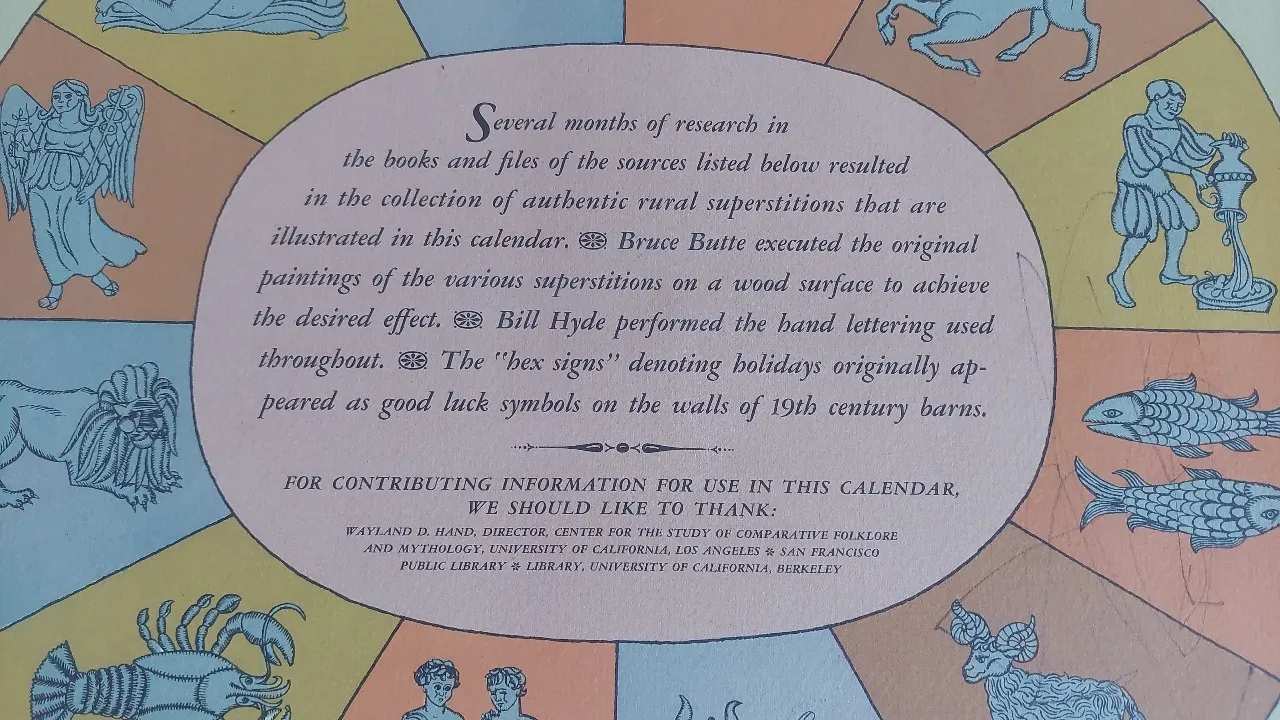 Several months of research in
the books and files of the sources listed below resulted
in the collection of authentic rural superstitions that are
illustrated in this calendar. Bruce Butte executed the original
paintings of the various superstitions on a wood surface to achieve
the desired effect. Bill Hyde performed the hand lettering used
throughout. The "hex signs" denoting holidays originally ap-
peared as good luck symbols on the walls of 19th century barns.
FOR CONTRIBUTING INFORMATION FOR USE IN THIS CALENDAR,
WE SHOULD LIKE TO THANK:
WAYLAND D. HAND, DIRECTOR, CENTER FOR THE STUDY OF COMPARATIVE FOLKLORE
AND MYTHOLOGY, UNIVERSITY OF CALIFORNIA, LOS ANGELES * SAN FRANCISCO
PUBLIC LIBRARY * LIBRARY, UNIVERSITY OF CALIFORNIA, BERKELEY